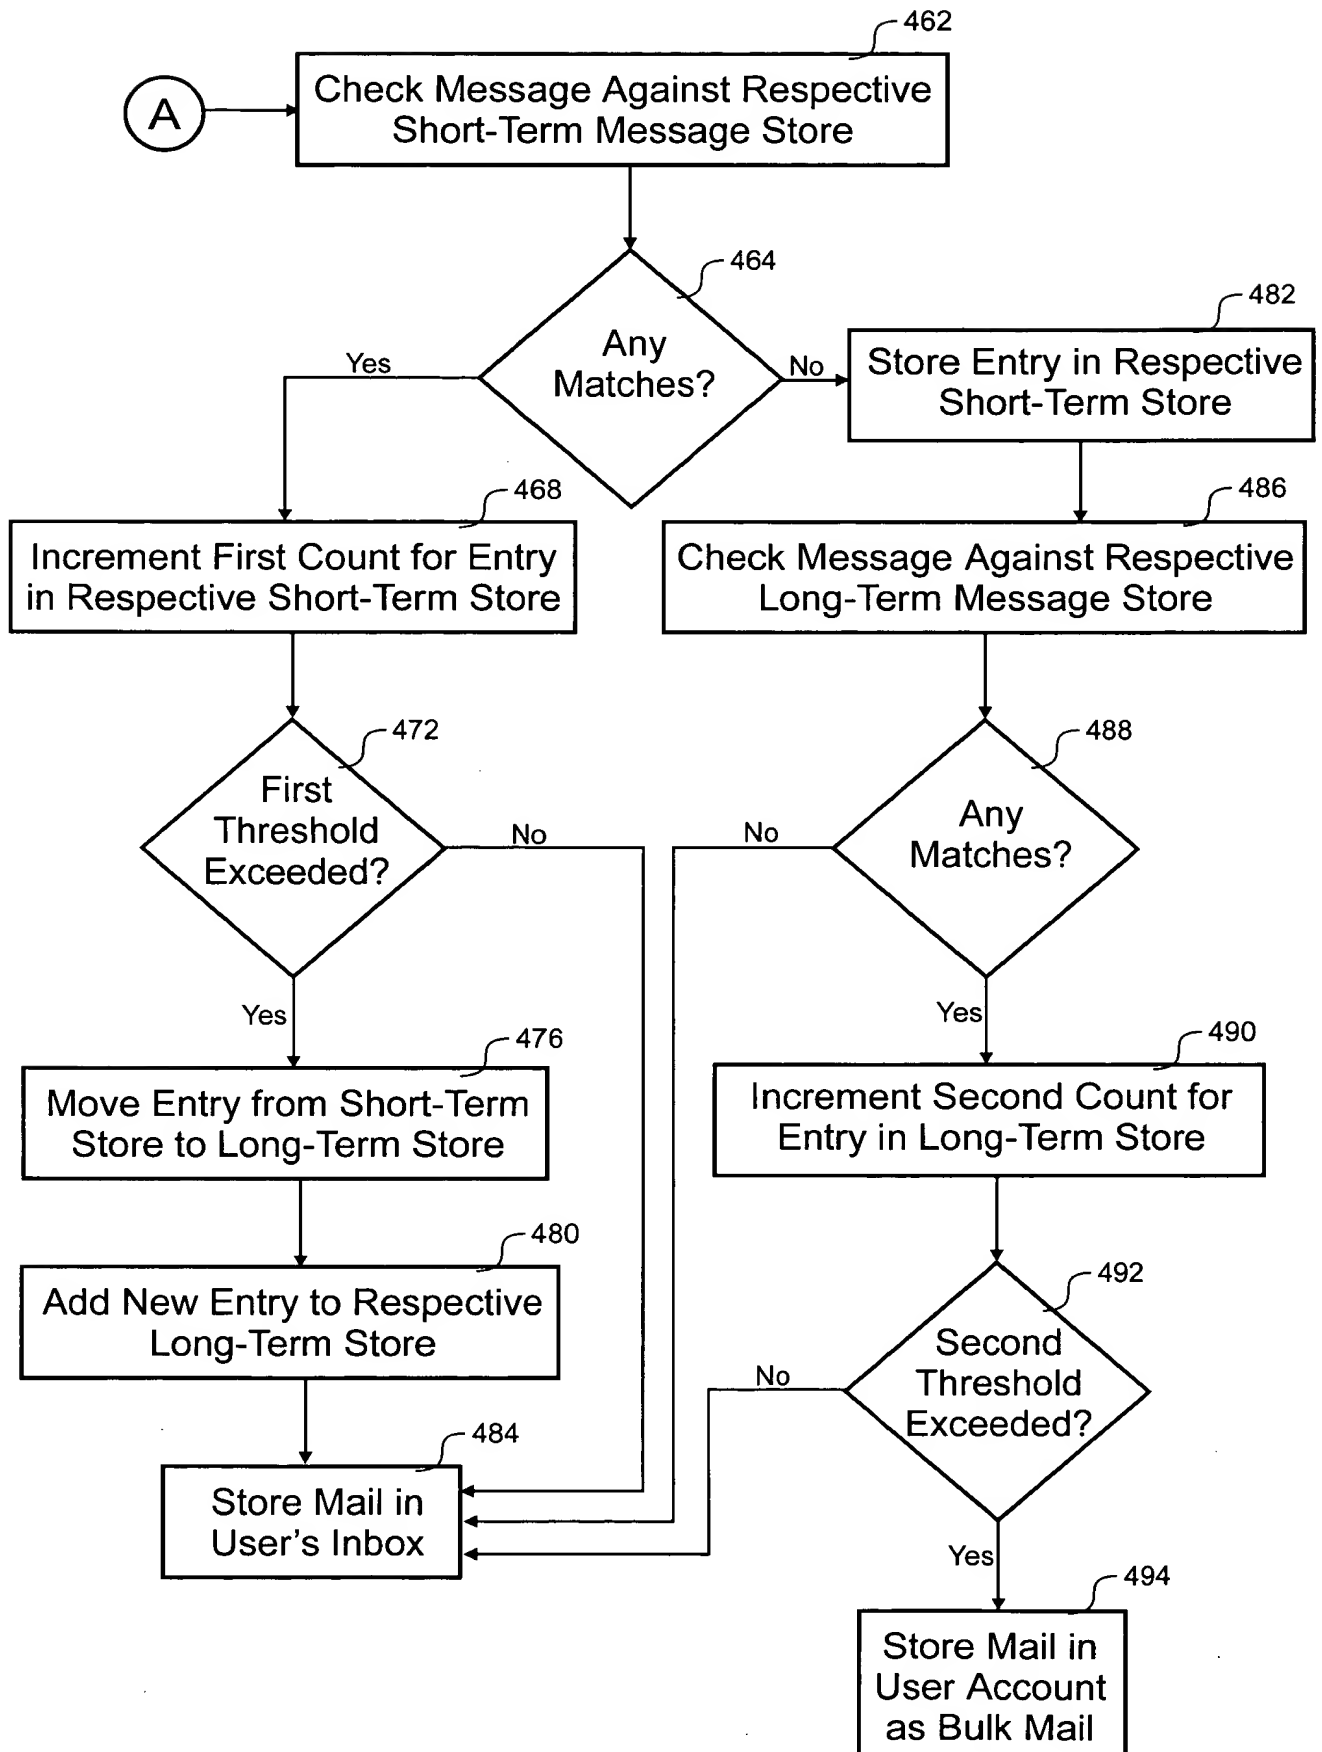 462
A
Check Message Against Respective
Short-Term Message Store
464
Any
Matches?
Yes
No
482
Store Entry in Respective
Short-Term Store
468
Increment First Count for Entry
in Respective Short-Term Store
486
Check Message Against Respective
Long-Term Message Store
472
First
Threshold
Exceeded?
No
Yes
488
Any
Matches?
No
Yes
476
Move Entry from Short-Term
Store to Long-Term Store
490
Increment Second Count for
Entry in Long-Term Store
480
Add New Entry to Respective
Long-Term Store
492
Second
Threshold
Exceeded?
No
Yes
484
Store Mail in
User's Inbox
494
Store Mail in
User Account
as Bulk Mail